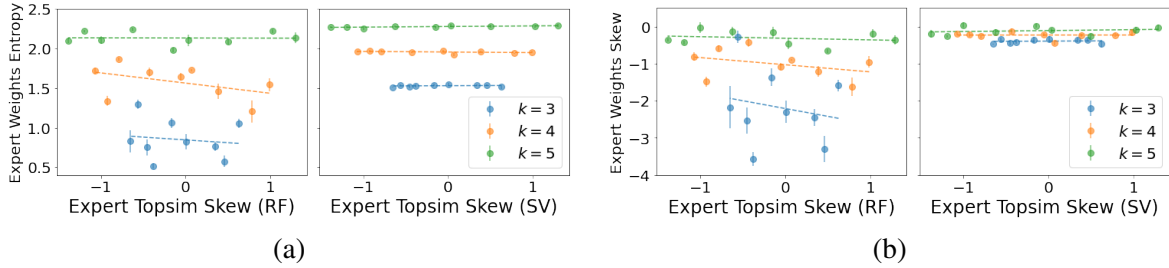 Expert Weights Entropy
2.5
2.0
1.5
1.0
0.5
−1
0
1
Expert Topsim Skew (RF)
k = 3
k = 4
k = 5
−1
0
1
Expert Topsim Skew (SV)
(a)
Expert Weights Skew
0
−1
−2
−3
−4
−1
0
1
Expert Topsim Skew (RF)
k = 3
k = 4
k = 5
−1
0
1
Expert Topsim Skew (SV)
(b)